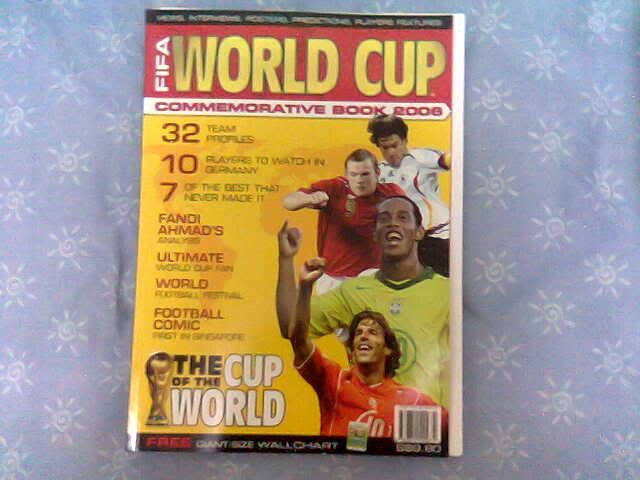 NEWS, INTERVIEWS, POSTERS, PREDICTIONS, PLAYERS FEATURES
FIFA
WORLD CUP
COMMEMORATIVE BOOK 2006
32 TEAM
PROFILES
10 PLAYERS TO WATCH IN
GERMANY
7 OF THE BEST THAT
NEVER MADE IT
FANDI
AHMAD'S
ANALYSIS
ULTIMATE
WORLD CUP FAN
WORLD
FOOTBALL FESTIVAL
FOOTBALL
COMIC
FIRST IN SINGAPORE
THE CUP
OF THE WORLD
FREE GIANT-SIZE WALLCHART